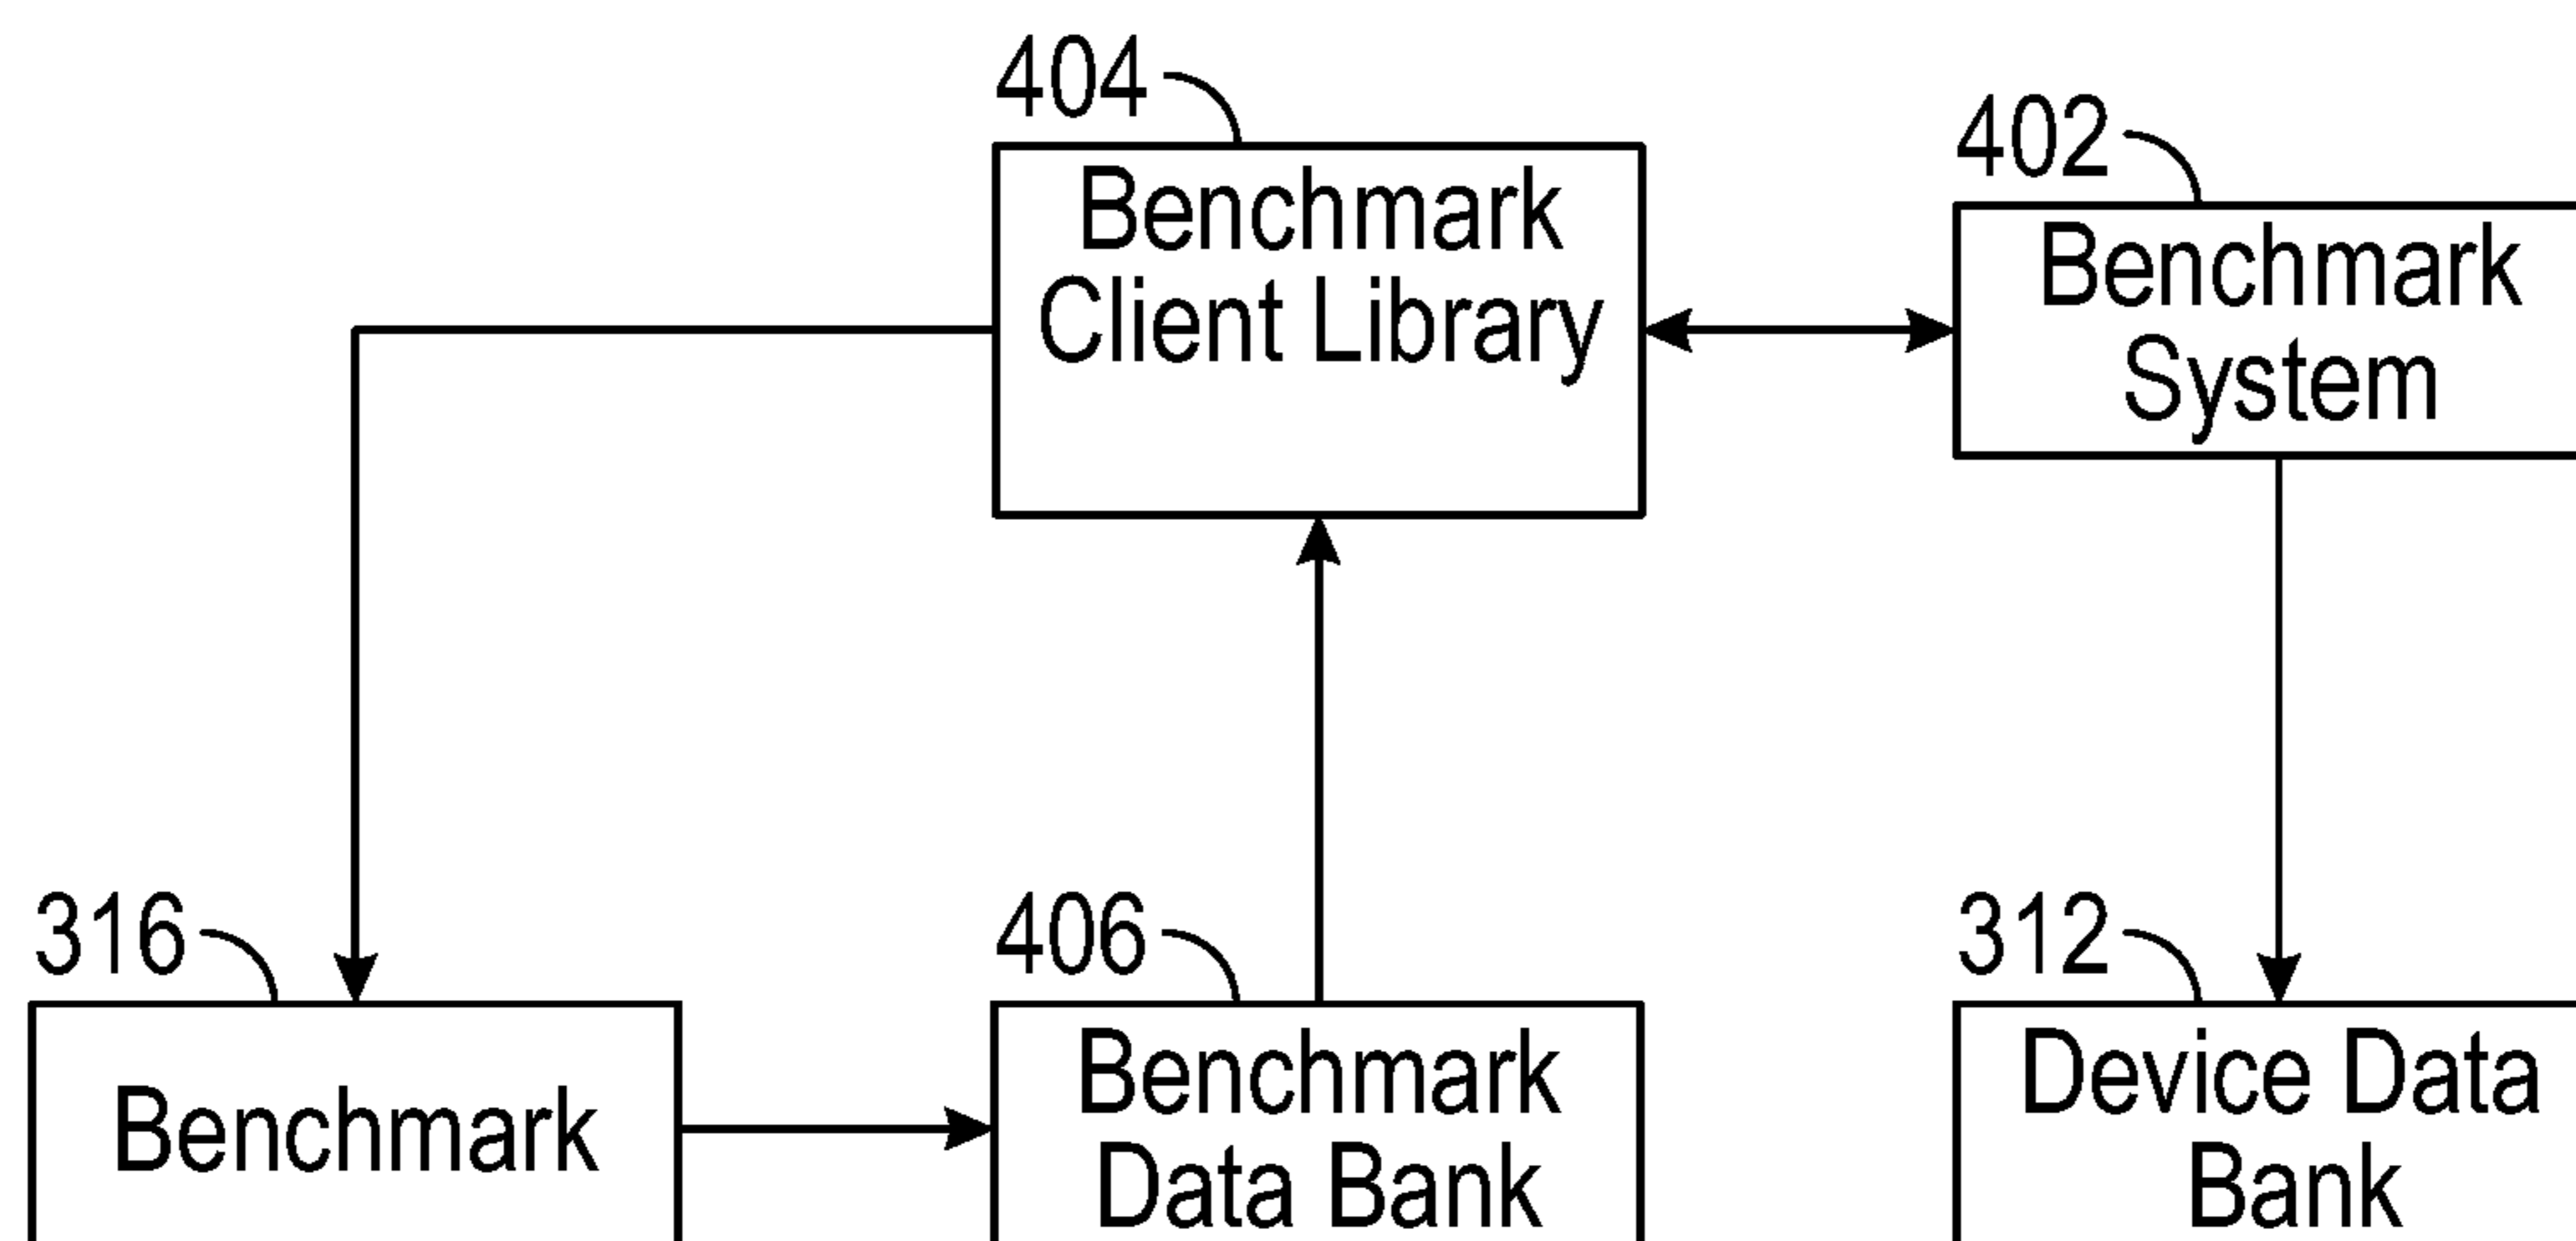 404
Benchmark
Client Library
402
Benchmark
System
316
Benchmark
406
Benchmark
Data Bank
312
Device Data
Bank